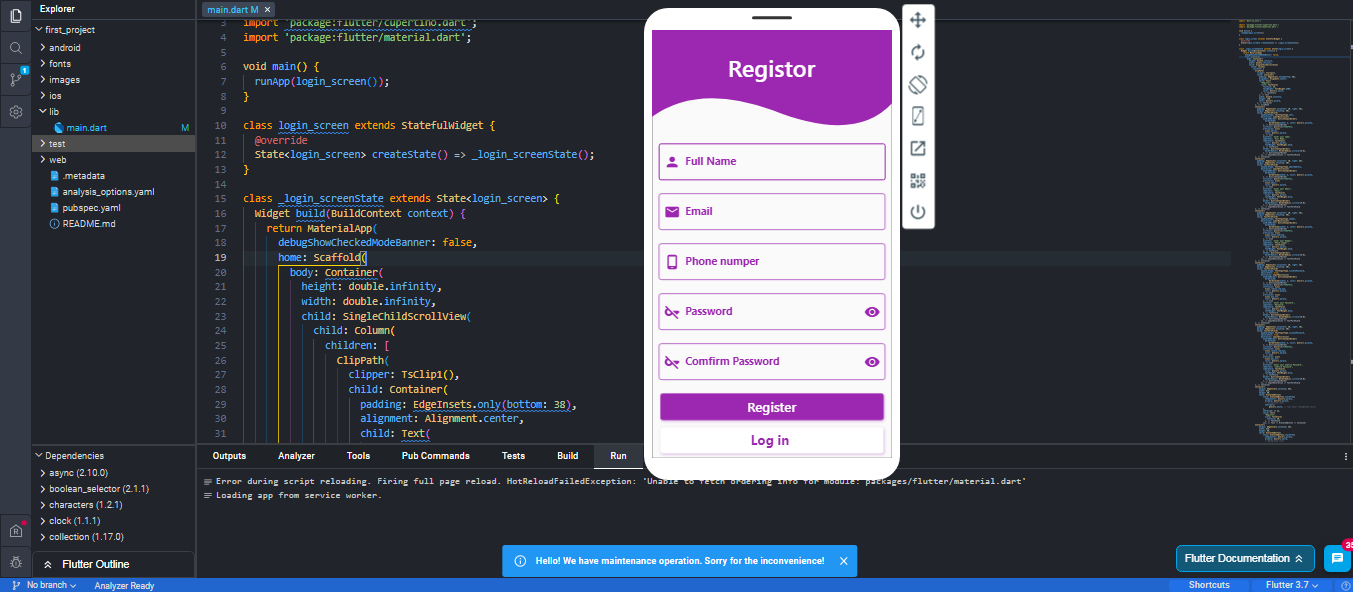 Explorer
first_project
android
fonts
images
ios
lib
main.dart M
test
web
.metadata
analysis_options.yaml
pubspec.yaml
README.md
Dependencies
async (2.10.0)
boolean_selector (2.1.1)
characters (1.2.1)
clock (1.1.1)
collection (1.17.0)
Flutter Outline
main.dart M
3 import 'package:flutter/cupertino.dart';
4 import 'package:flutter/material.dart';
5
6 void main() {
7 runApp(login_screen());
8 }
9
10 class login_screen extends StatefulWidget {
11 @override
12 State<login_screen> createState() => _login_screenState();
13 }
14
15 class _login_screenState extends State<login_screen> {
16 Widget build(BuildContext context) {
17 return MaterialApp(
18 debugShowCheckedModeBanner: false,
19 home: Scaffold(
20 body: Container(
21 height: double.infinity,
22 width: double.infinity,
23 child: SingleChildScrollView(
24 child: Column(
25 children: [
26 ClipPath(
27 clipper: TsClip1(),
28 child: Container(
29 padding: EdgeInsets.only(bottom: 38),
30 alignment: Alignment.center,
31 child: Text(
Registor
Full Name
Email
Phone numper
Password
Comfirm Password
Register
Log in
Outputs Analyzer Tools Pub Commands Tests Build Run
Error during script reloading. Firing full page reload. HotReloadFailedException: 'Unable to fetch ordering info for module: packages/flutter/material.dart'
Loading app from service worker.
Hello! We have maintenance operation. Sorry for the inconvenience!
Flutter Documentation
No branch Analyzer Ready Shortcuts Flutter 3.7